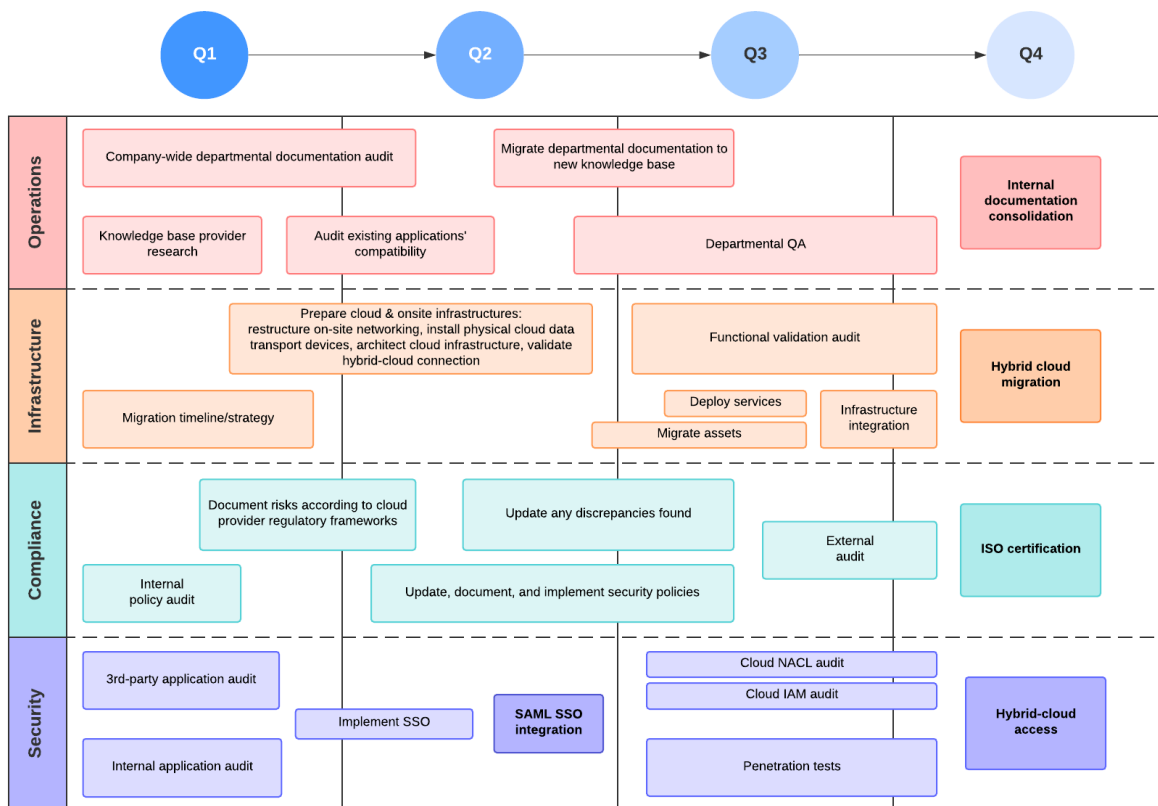 Q1
Q2
Q3
Q4
Operations
Company-wide departmental documentation audit
Migrate departmental documentation to
new knowledge base
Internal
documentation
consolidation
Knowledge base provider
research
Audit existing applications'
compatibility
Departmental QA
Infrastructure
Prepare cloud & onsite infrastructures:
restructure on-site networking, install physical cloud data
transport devices, architect cloud infrastructure, validate
hybrid-cloud connection
Functional validation audit
Hybrid cloud
migration
Migration timeline/strategy
Deploy services
Migrate assets
Infrastructure
integration
Compliance
Document risks according to cloud
provider regulatory frameworks
Update any discrepancies found
External
audit
ISO certification
Internal
policy audit
Update, document, and implement security policies
Security
3rd-party application audit
Implement SSO
SAML SSO
integration
Cloud NACL audit
Cloud IAM audit
Hybrid-cloud
access
Internal application audit
Penetration tests